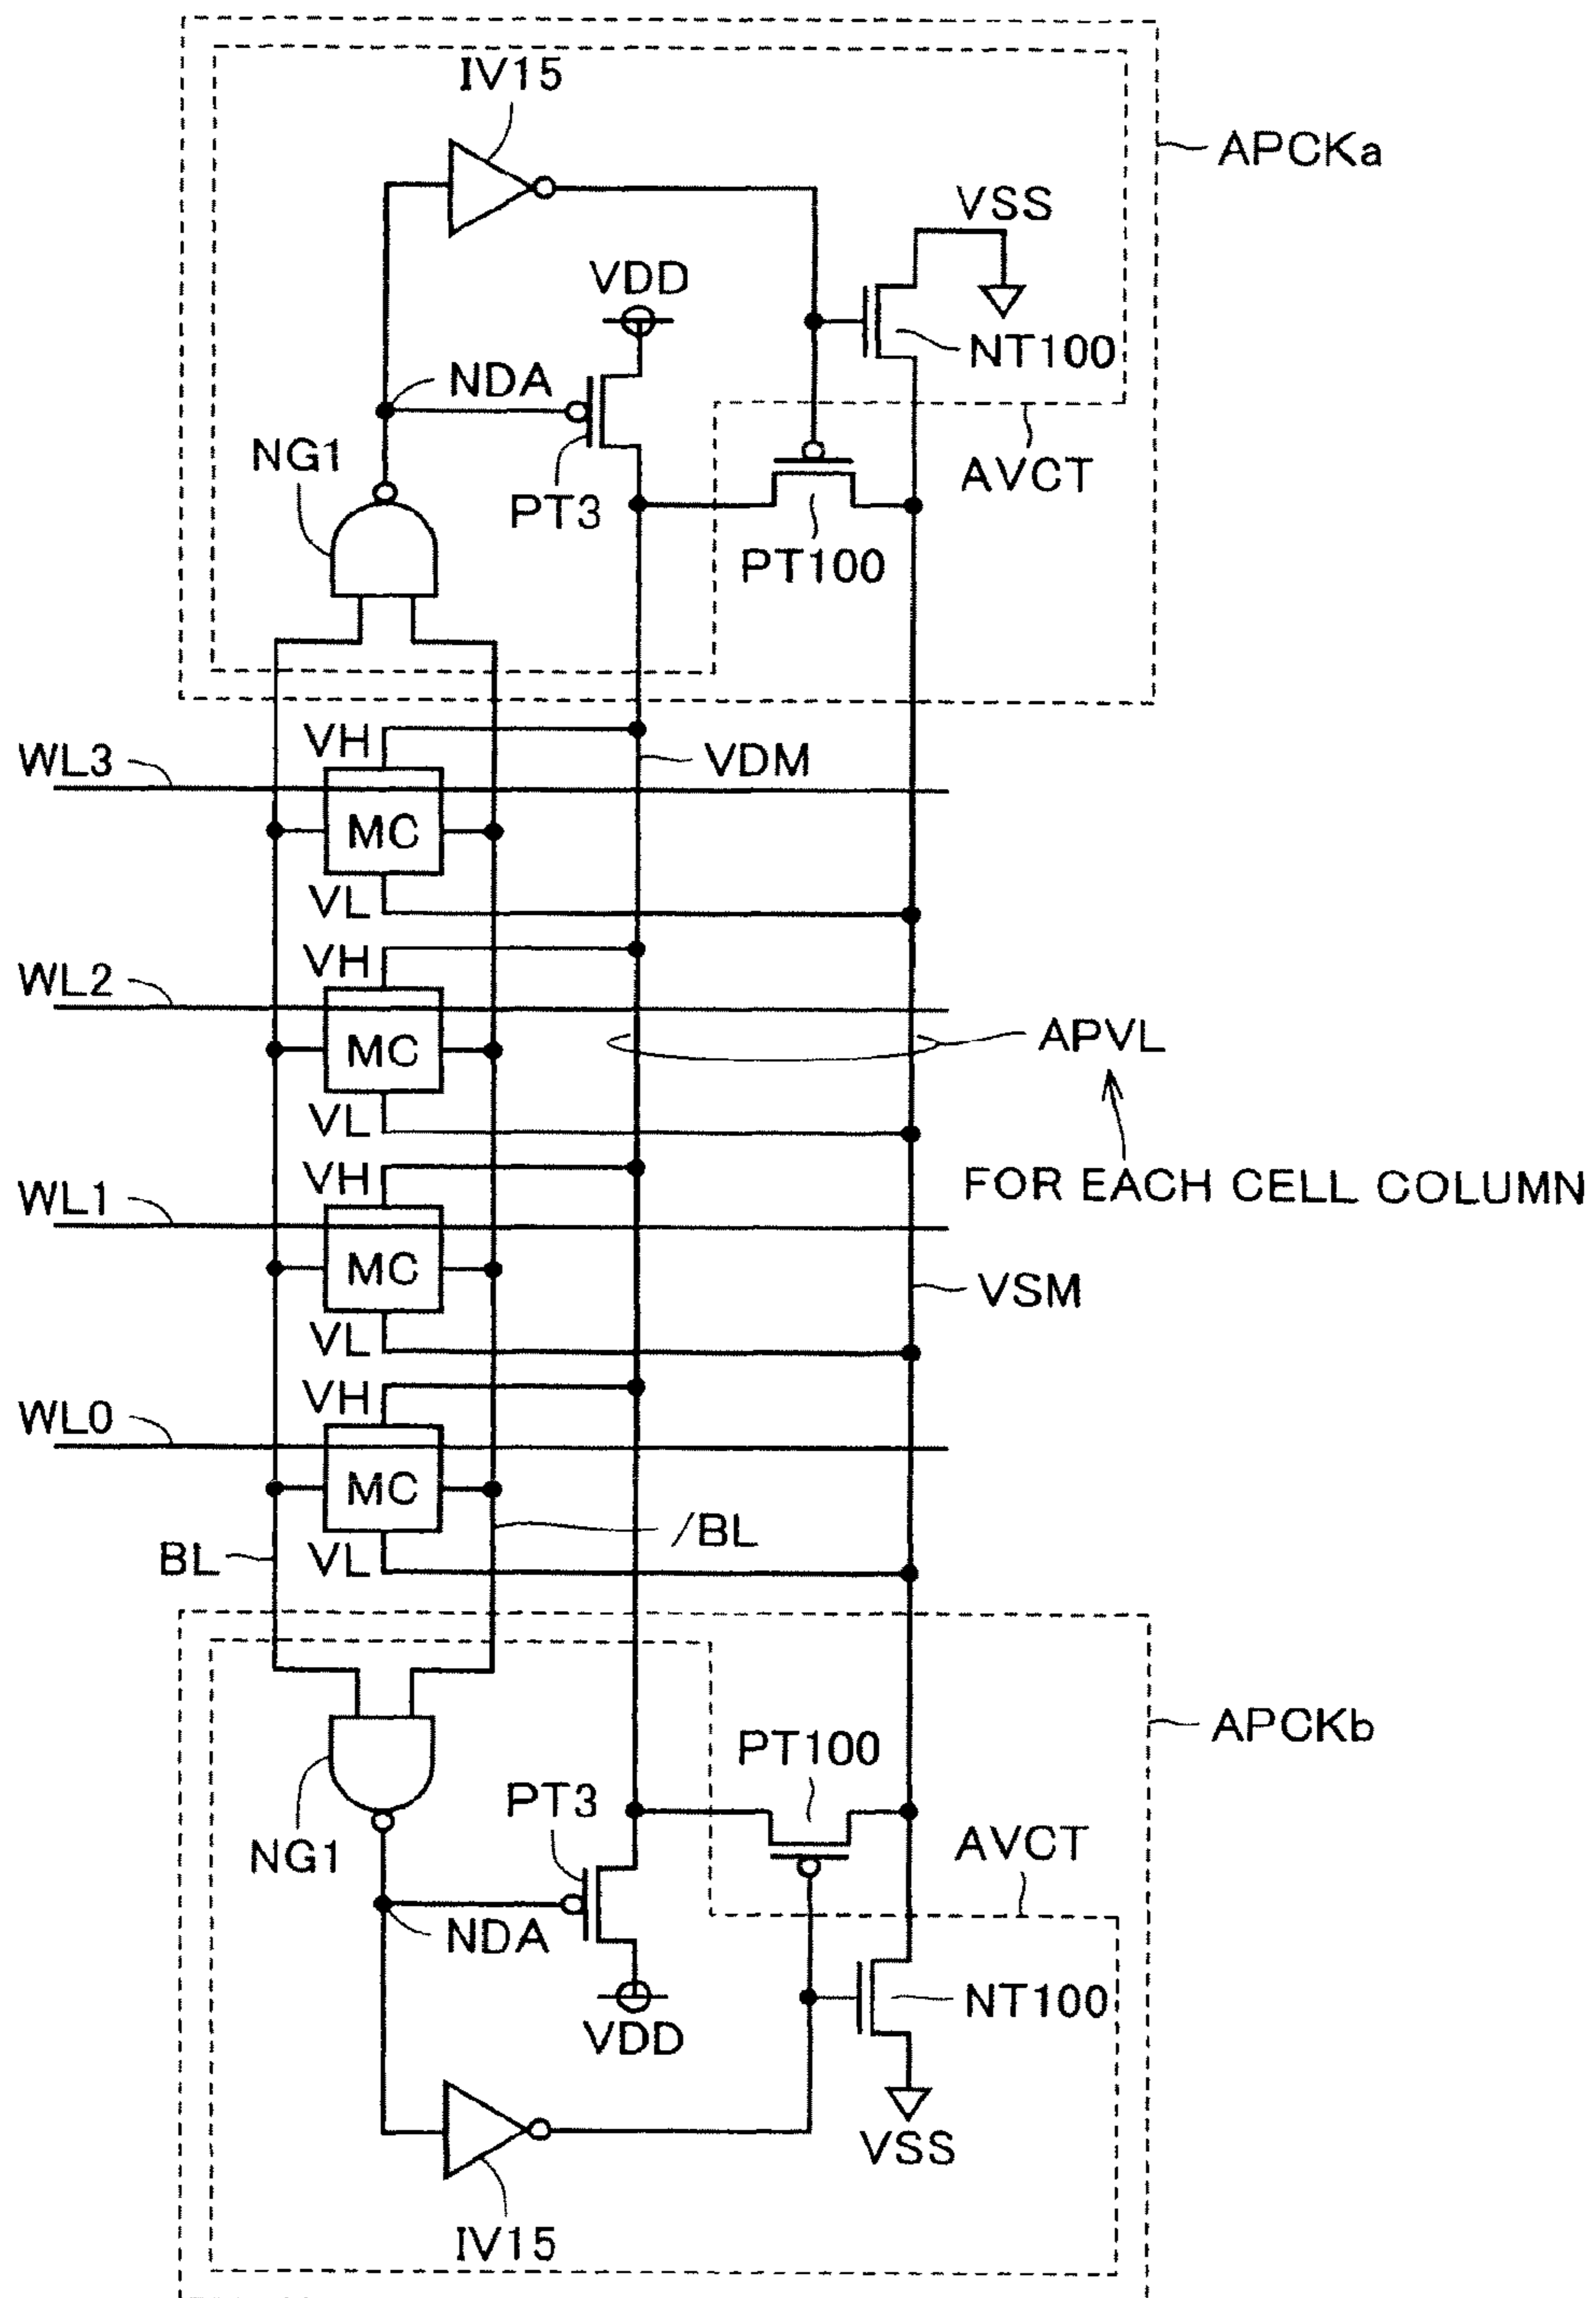 IV15
APCKa
VSS
VDD
NT100
NDA
NG1
AVCT
PT3
PT100
VH
WL3
VDM
MC
VL
VH
WL2
MC
APVL
VL
VH
FOR EACH CELL COLUMN
WL1
MC
VSM
VL
VH
WL0
MC
/BL
BL
VL
APCKb
PT100
PT3
AVCT
NG1
NDA
NT100
VDD
VSS
IV15